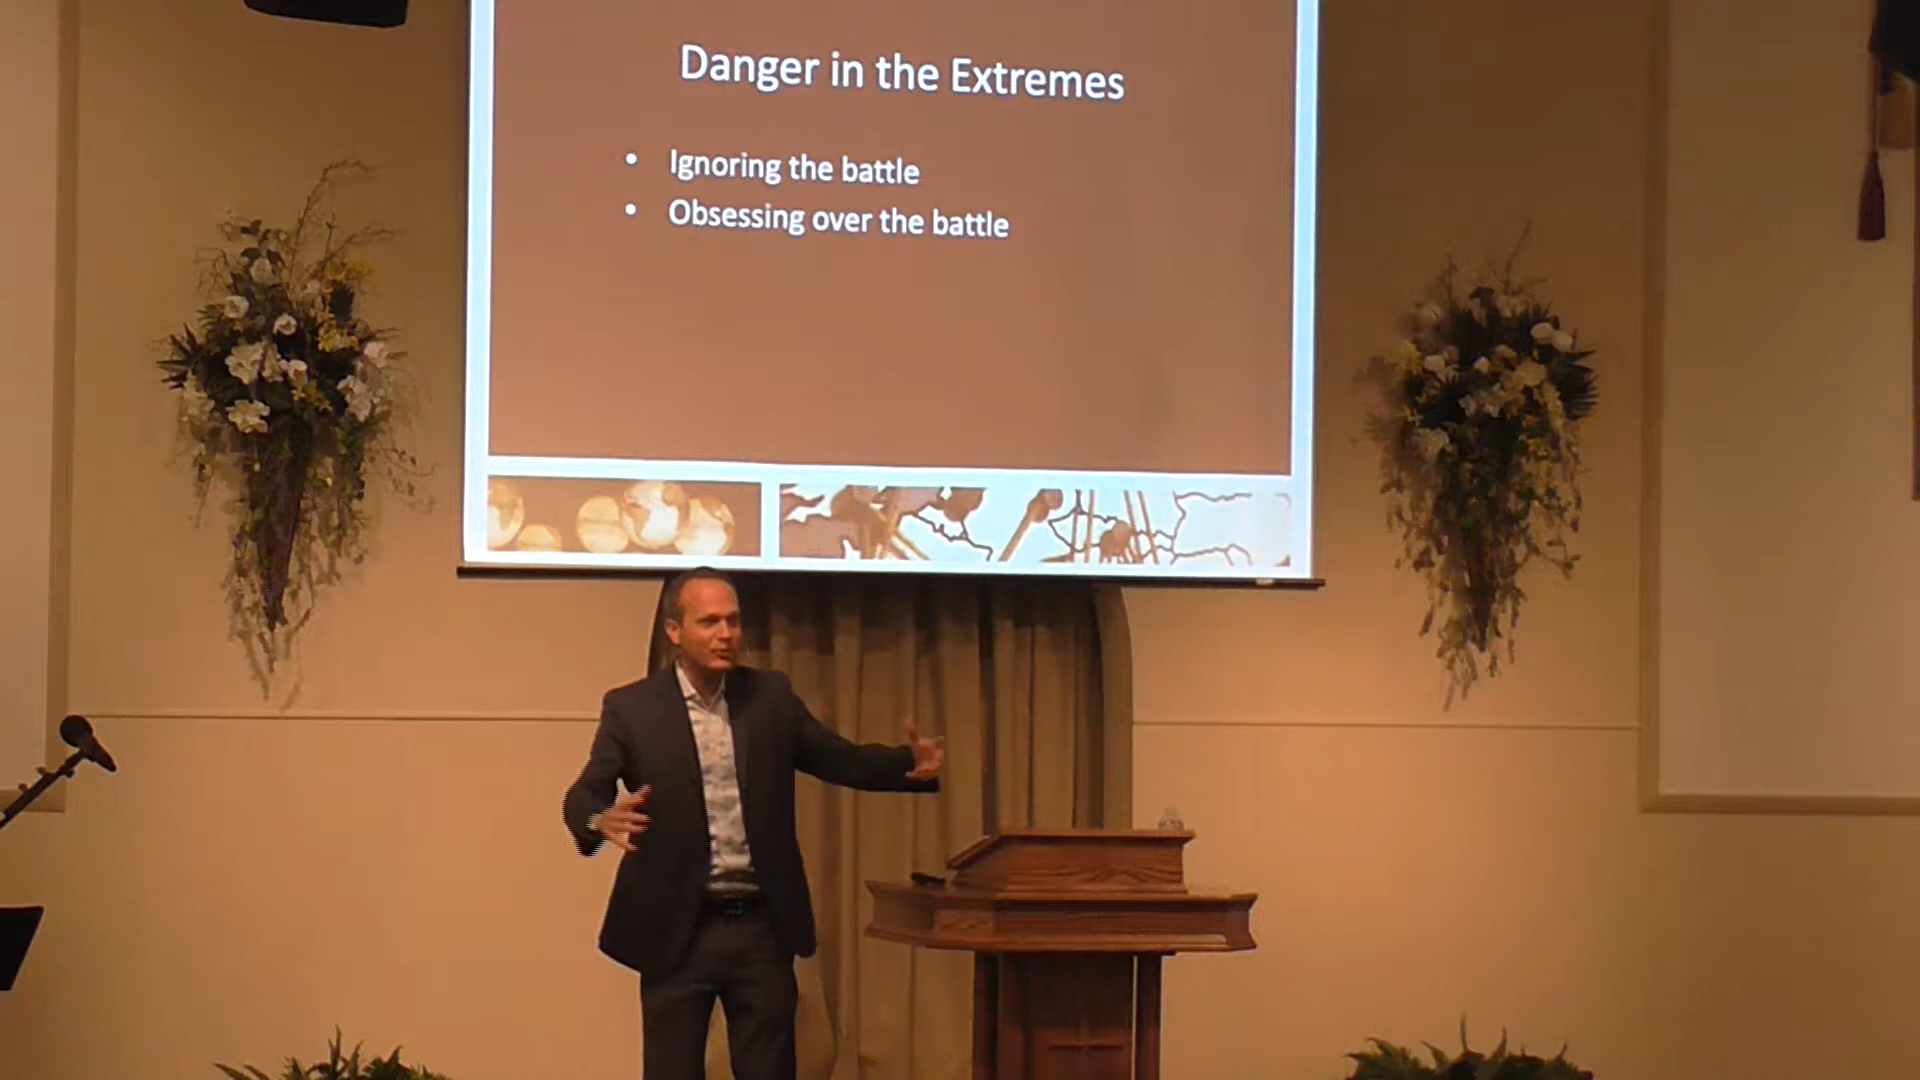 Danger in the Extremes
• Ignoring the battle
• Obsessing over the battle